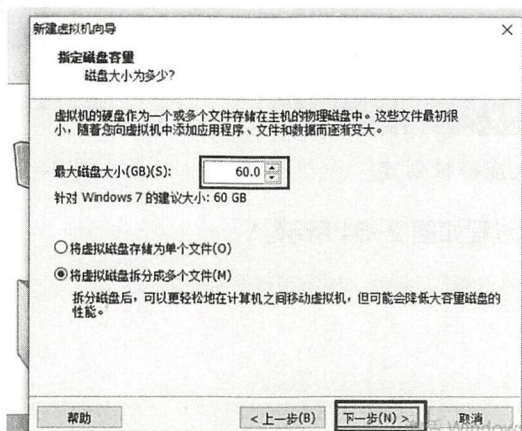 新建虚拟机向导
指定磁盘容量
磁盘大小为多少?
虚拟机的硬盘作为一个或多个文件存储在主机的物理磁盘中。这些文件最初很
小，随着您向虚拟机中添加应用程序、文件和数据而逐渐变大。
最大磁盘大小(GB)(S): 60.0
针对 Windows 7 的建议大小: 60 GB
将虚拟磁盘存储为单个文件(O)
将虚拟磁盘拆分成多个文件(M)
拆分磁盘后，可以更轻松地在计算机之间移动虚拟机，但可能会降低大容量磁盘的
性能。
帮助 < 上一步(B) 下一步(N) > 取消
Windows